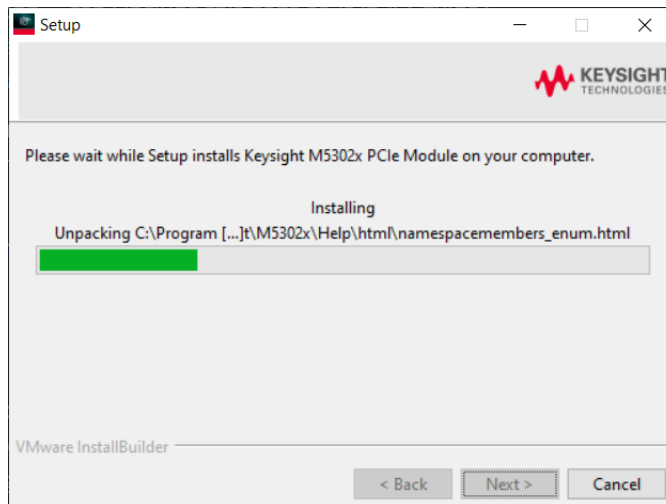 Setup
KEYSIGHT
TECHNOLOGIES
Please wait while Setup installs Keysight M5302x PCIe Module on your computer.
Installing
Unpacking C:\Program [...]t\M5302x\Help\html\namespacemembers_enum.html
VMware InstallBuilder
< Back
Next >
Cancel